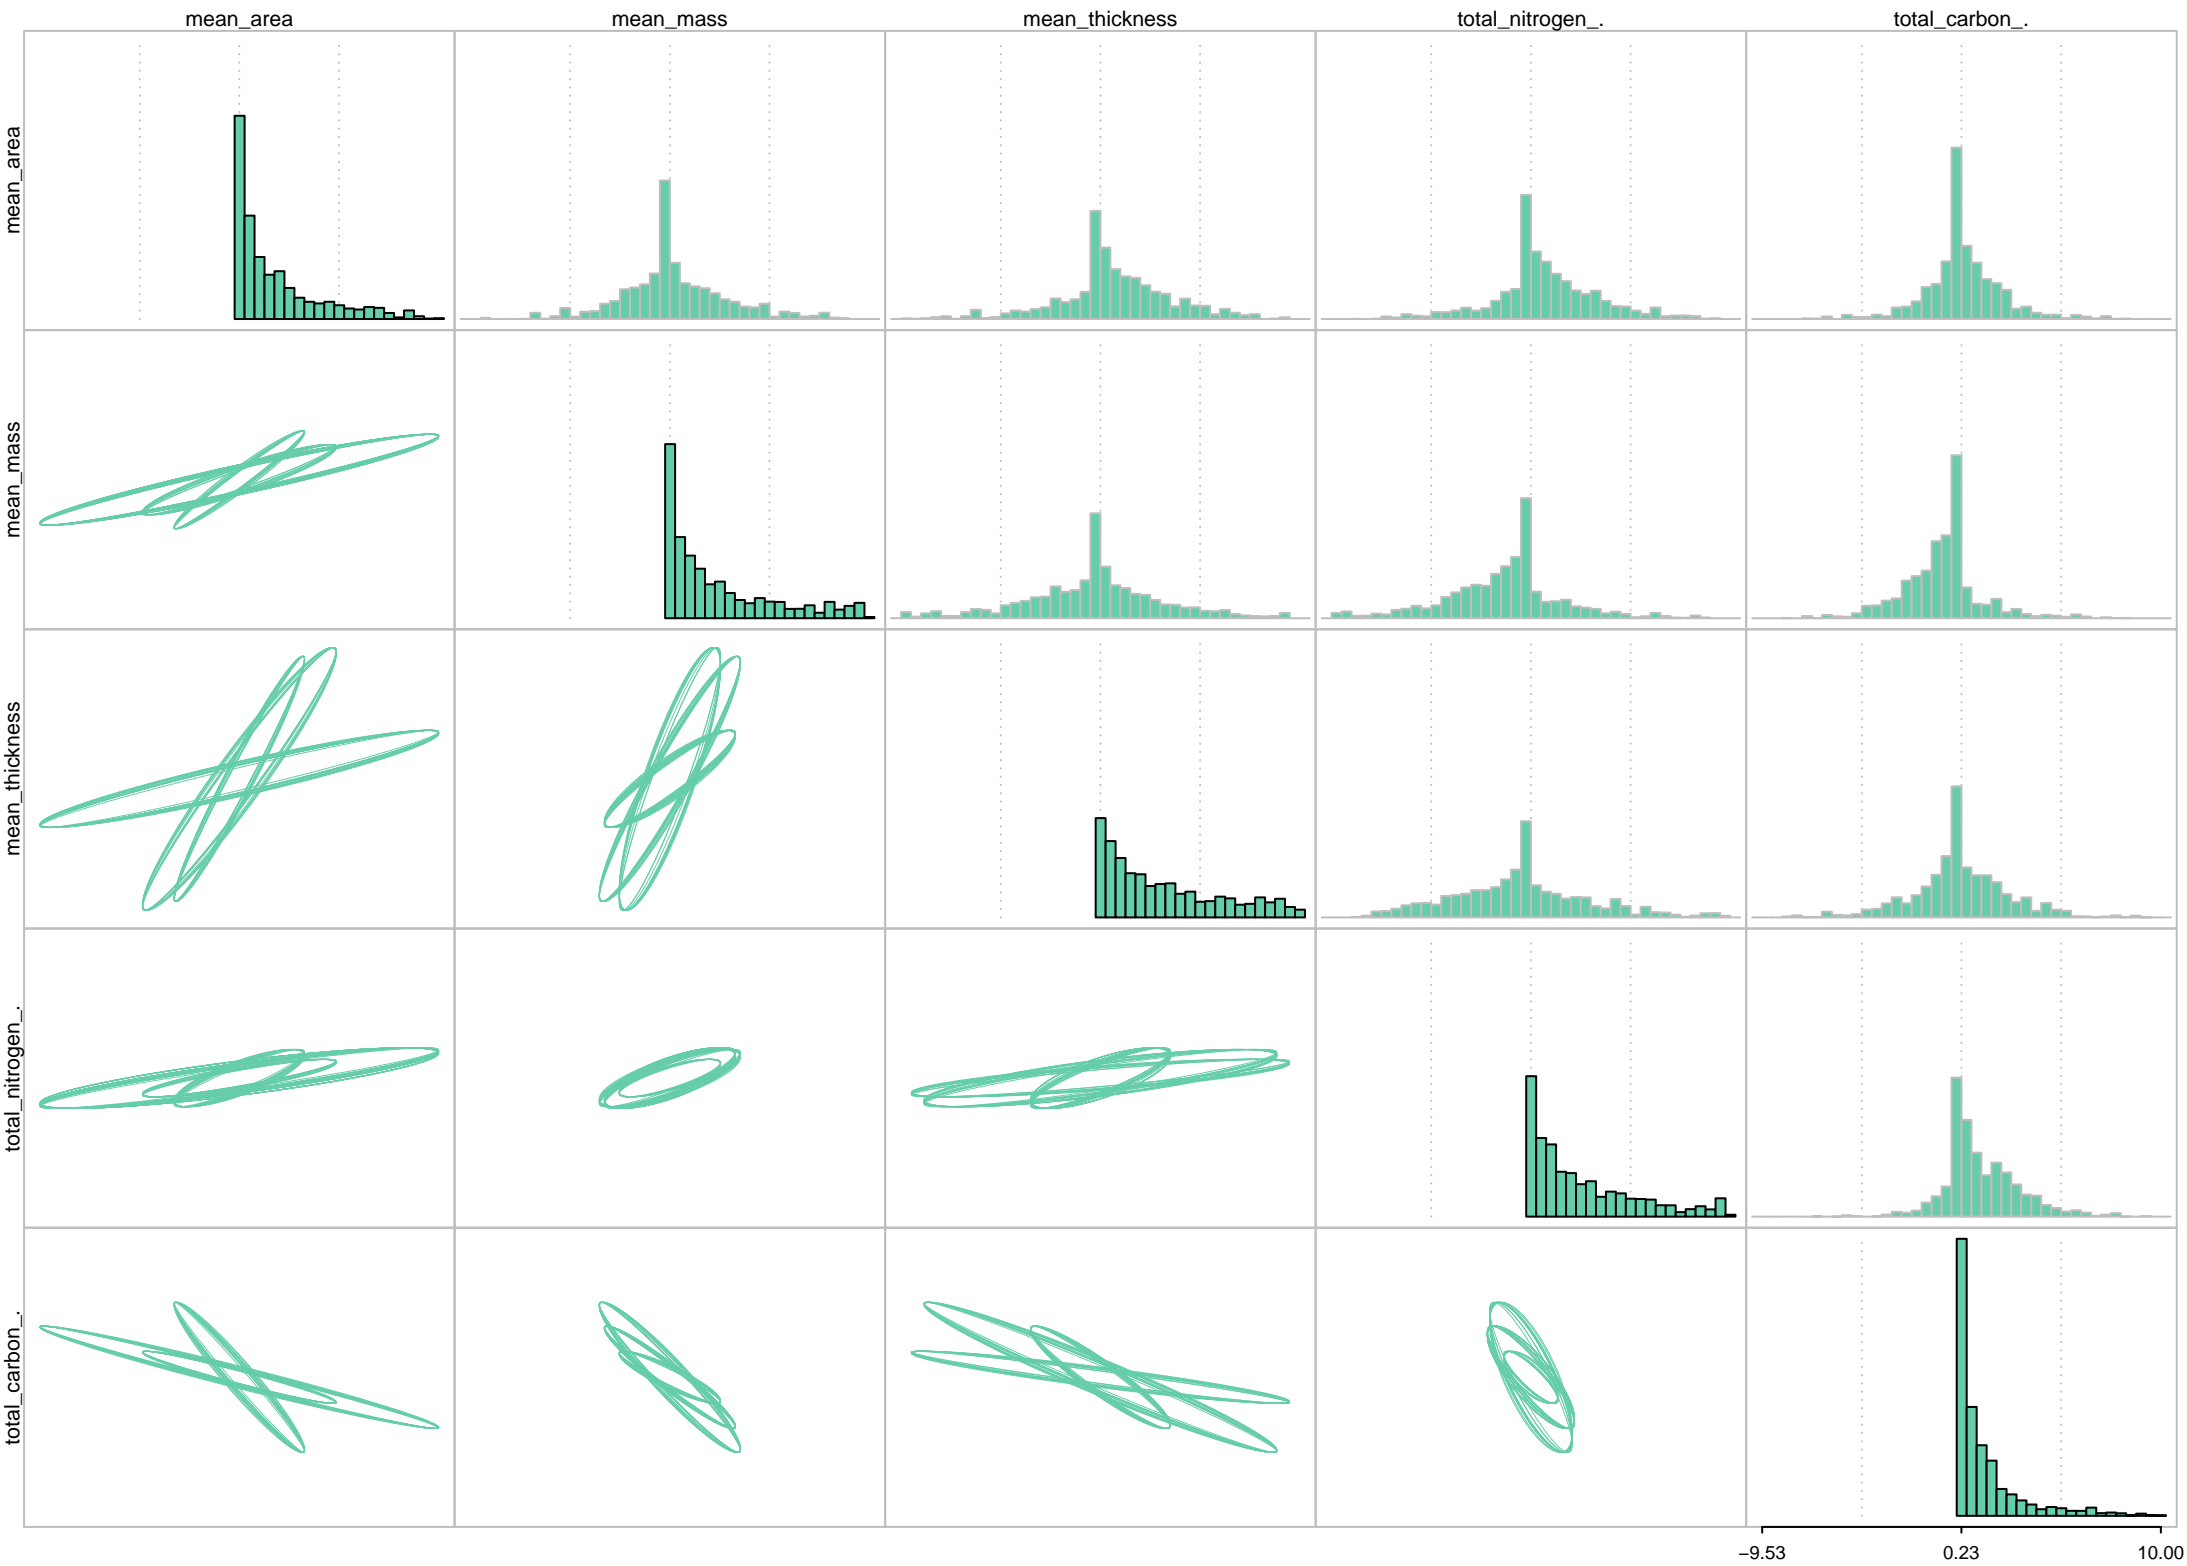 mean_area
mean_mass
mean_thickness
total_nitrogen_.
total_carbon_.
mean_area
mean_mass
mean_thickness
total_nitrogen_.
total_carbon_.
−9.53
0.23
10.00